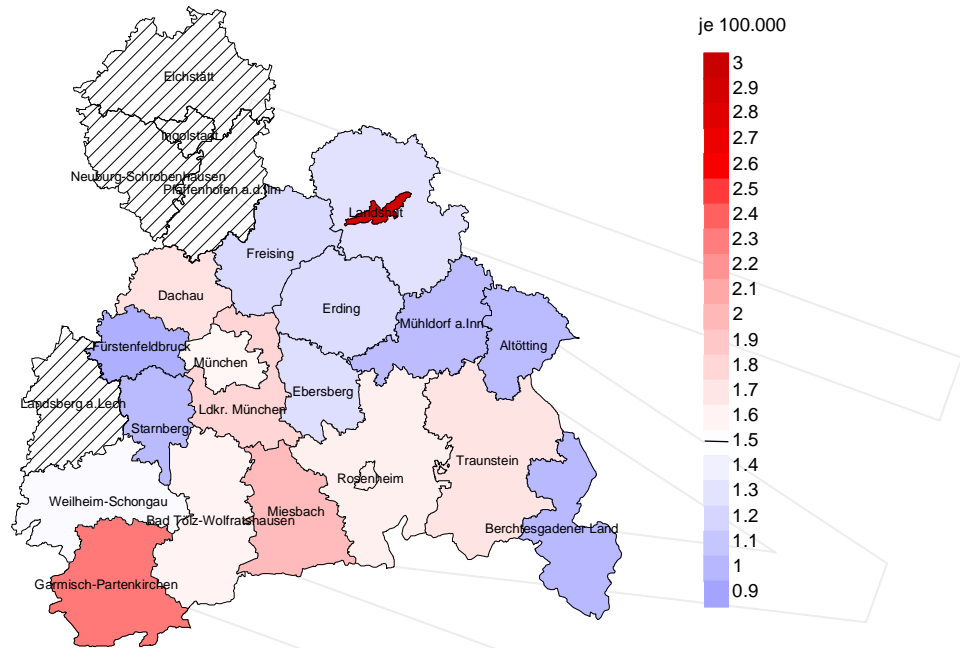 je 100.000
3
2.9
2.8
2.7
2.6
2.5
2.4
2.3
2.2
2.1
2
1.9
1.8
1.7
1.6
1.5
1.4
1.3
1.2
1.1
1
0.9
Eichstätt
Ingolstadt
Neuburg-Schrobenhausen
Pfaffenhofen a.d.Ilm
Landshut
Freising
Dachau
Erding
Mühldorf a.Inn
Fürstenfeldbruck
Altötting
München
Ebersberg
Landsberg a.Lech
Ldkr. München
Starnberg
Traunstein
Rosenheim
Weilheim-Schongau
Miesbach
Bad Tölz-Wolfratshausen
Berchtesgadener Land
Garmisch-Partenkirchen